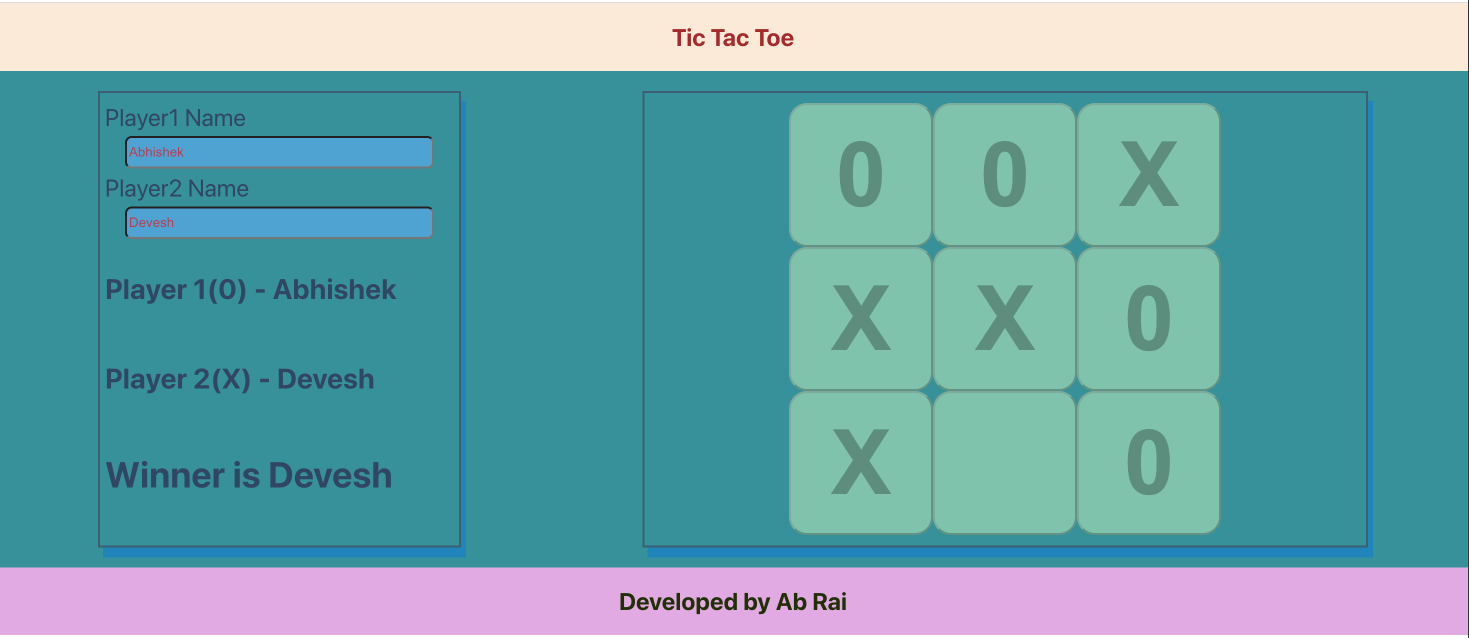 Tic Tac Toe
Player1 Name
Abhishek
Player2 Name
Devesh
Player 1(0) - Abhishek
Player 2(X) - Devesh
Winner is Devesh
0 0 X
X X 0
X 0
Developed by Ab Rai